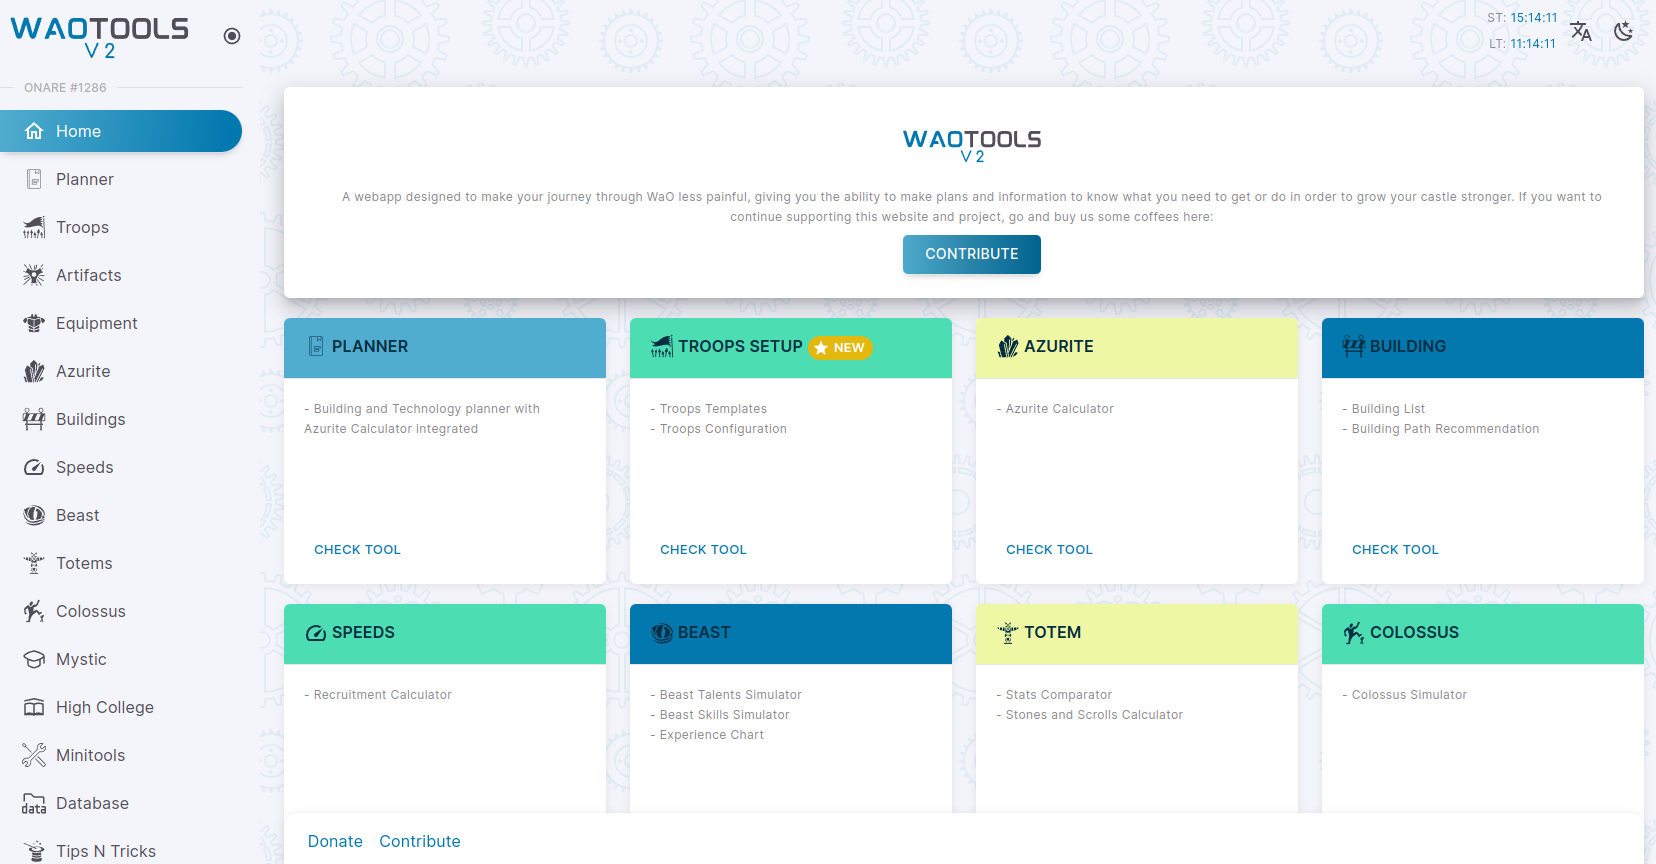 WAOTOOLS
V 2
ONARE #1286
Home
Planner
Troops
Artifacts
Equipment
Azurite
Buildings
Speeds
Beast
Totems
Colossus
Mystic
High College
Minitools
data
Database
Tips N Tricks
ST: 15:14:11
LT: 11:14:11
WAOTOOLS
V 2
A webapp designed to make your journey through WaO less painful, giving you the ability to make plans and information to know what you need to get or do in order to grow your castle stronger. If you want to
continue supporting this website and project, go and buy us some coffees here:
CONTRIBUTE
PLANNER
- Building and Technology planner with
Azurite Calculator integrated
CHECK TOOL
TROOPS SETUP NEW
- Troops Templates
- Troops Configuration
CHECK TOOL
AZURITE
- Azurite Calculator
CHECK TOOL
BUILDING
- Building List
- Building Path Recommendation
CHECK TOOL
SPEEDS
- Recruitment Calculator
BEAST
- Beast Talents Simulator
- Beast Skills Simulator
- Experience Chart
TOTEM
- Stats Comparator
- Stones and Scrolls Calculator
COLOSSUS
- Colossus Simulator
Donate Contribute